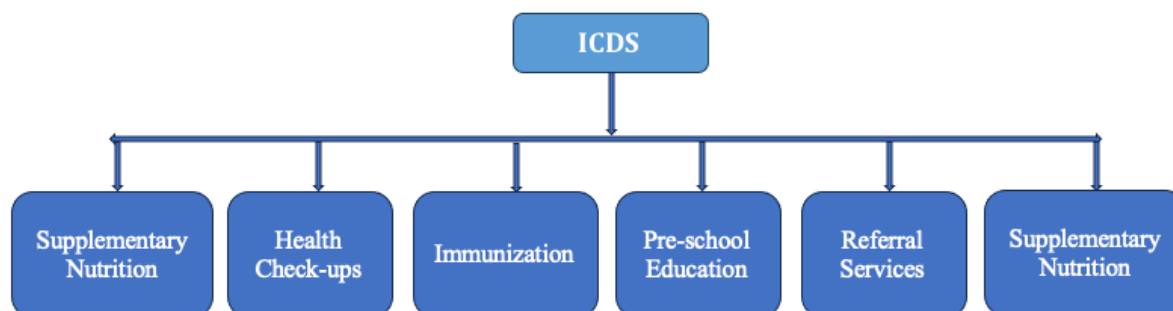 ICDS
Supplementary
Nutrition
Health
Check-ups
Immunization
Pre-school
Education
Referral
Services
Supplementary
Nutrition